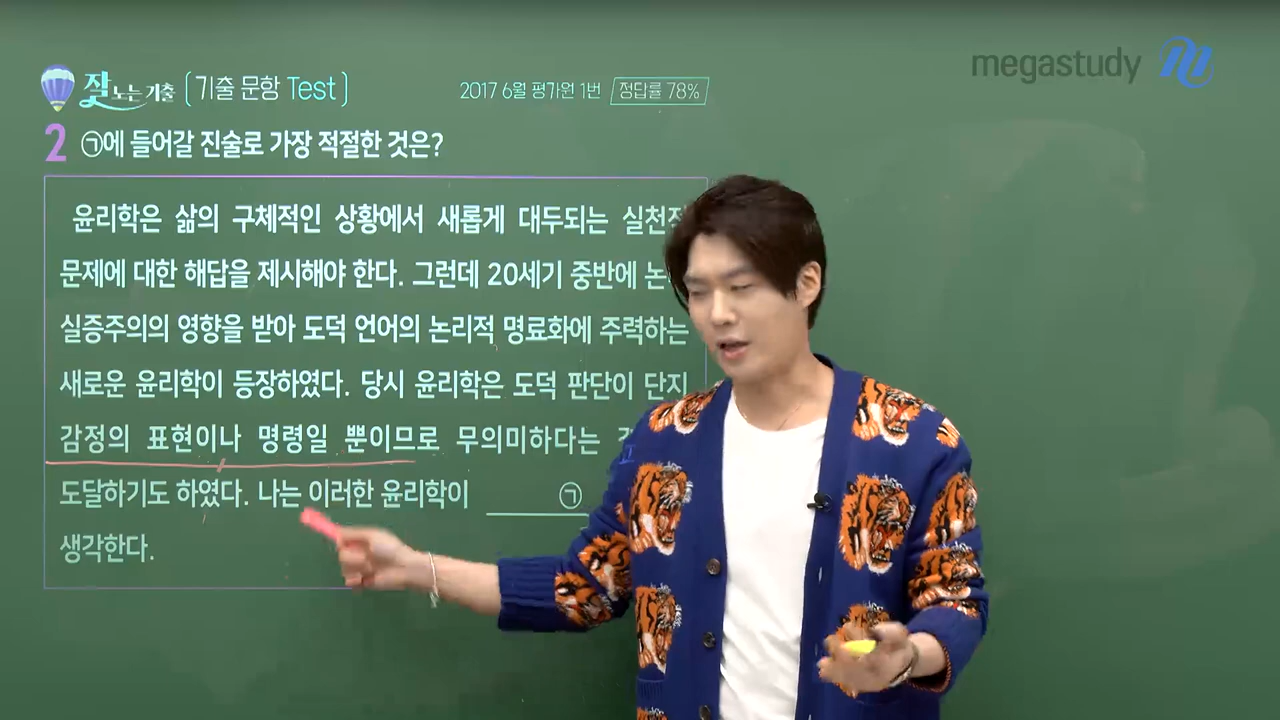 megastudy
잘 노는 기출 [기출 문항 Test]
2017 6월 평가원 1번 정답률 78%
2 ㉠에 들어갈 진술로 가장 적절한 것은?
윤리학은 삶의 구체적인 상황에서 새롭게 대두되는
문제에 대한 해답을 제시해야 한다. 그런데 20세기 중반에
실증주의의 영향을 받아 도덕 언어의 논리적 명료화에 주력하는
새로운 윤리학이 등장하였다. 당시 윤리학은 도덕 판단이 단지
감정의 표현이나 명령일 뿐이므로 무의미하다는
도달하기도 하였다. 나는 이러한 윤리학이 ㉠
생각한다.